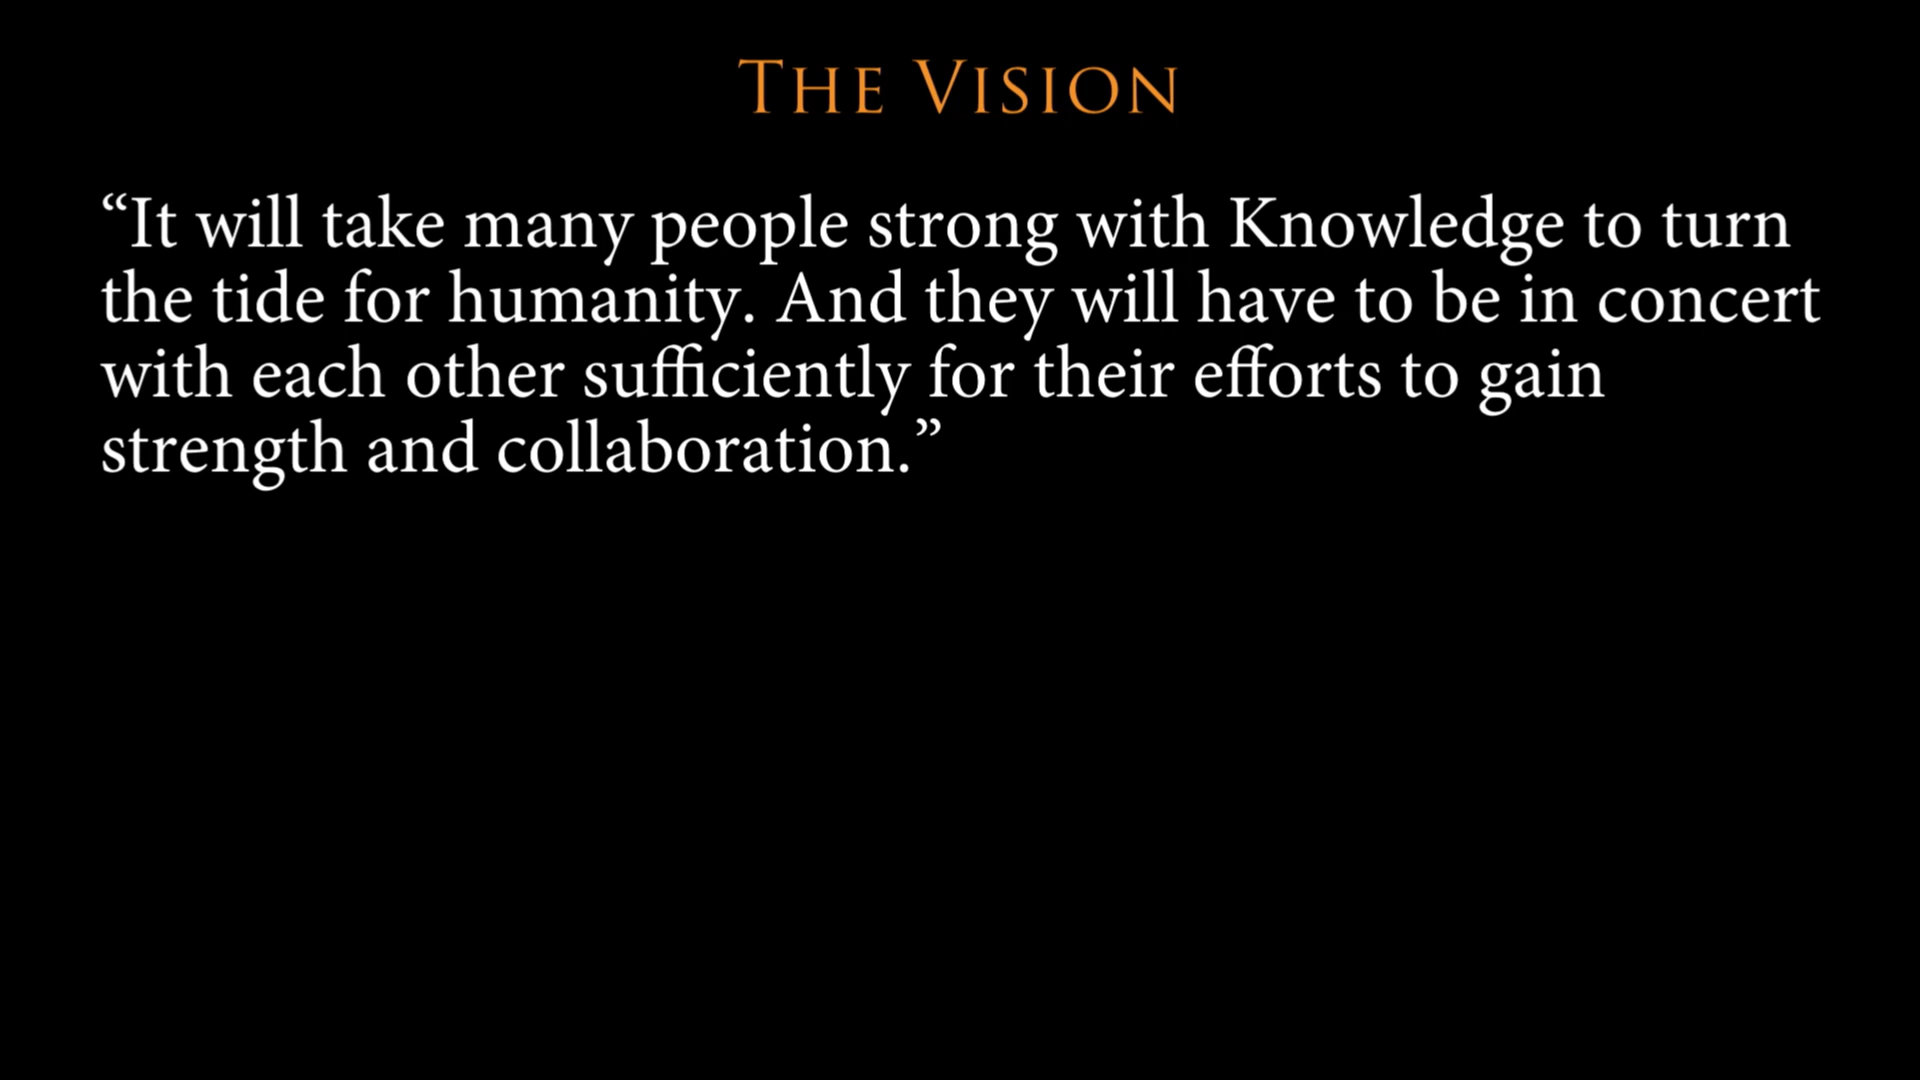 The Vision
“It will take many people strong with Knowledge to turn
the tide for humanity. And they will have to be in concert
with each other sufficiently for their efforts to gain
strength and collaboration.”